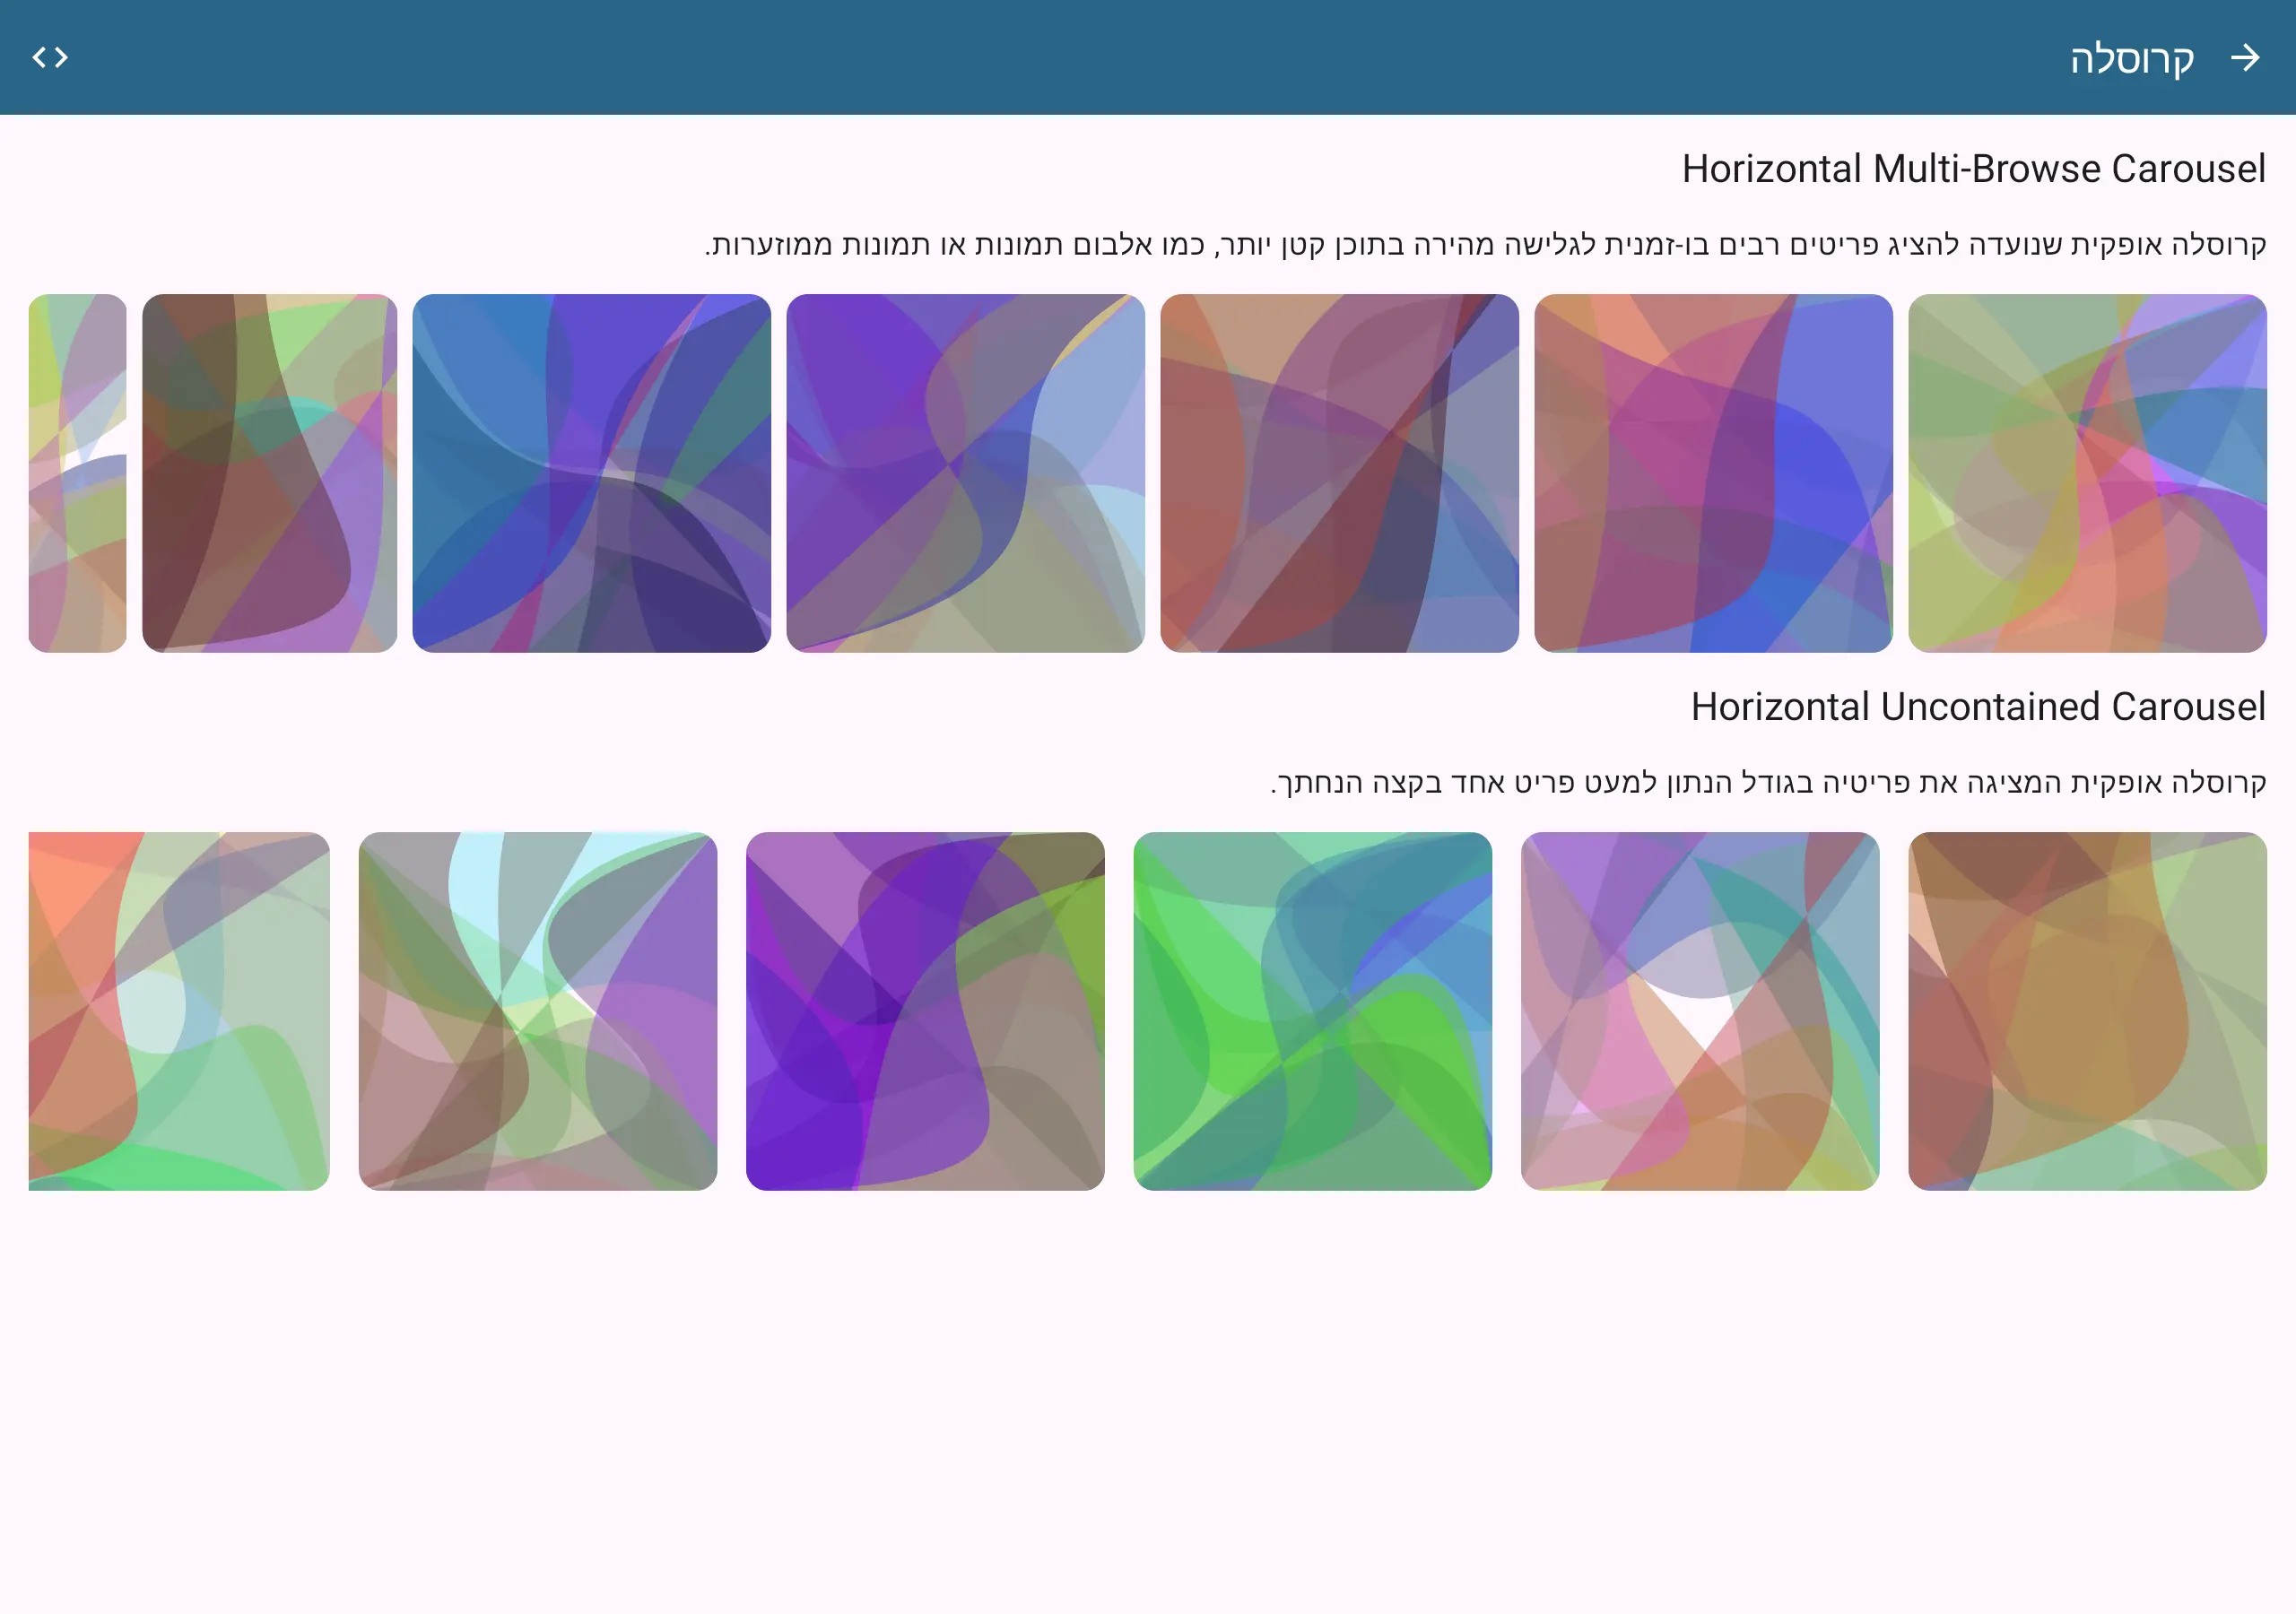 קרוסלה
Horizontal Multi-Browse Carousel
קרוסלה אופקית שנועדה להציג פריטים רבים בו-זמנית לגלישה מהירה בתוכן קטן יותר, כמו אלבום תמונות או תמונות ממוזערות.
Horizontal Uncontained Carousel
קרוסלה אופקית המציגה את פריטיה בגודל הנתון למעט פריט אחד בקצה הנחתך.